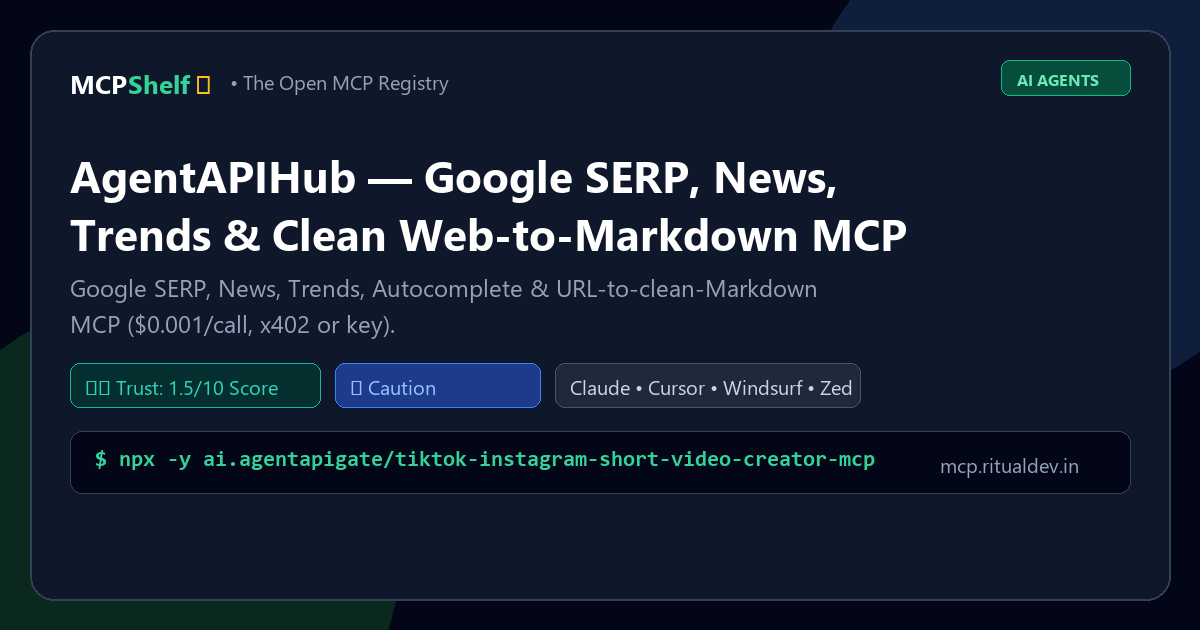 MCPShelf • The Open MCP Registry
AI AGENTS
AgentAPIHub — Google SERP, News,
Trends & Clean Web-to-Markdown MCP
Google SERP, News, Trends, Autocomplete & URL-to-clean-Markdown
MCP ($0.001/call, x402 or key).
Trust: 1.5/10 Score
Caution
Claude • Cursor • Windsurf • Zed
$ npx -y ai.agentapigate/tiktok-instagram-short-video-creator-mcp
mcp.ritualdev.in